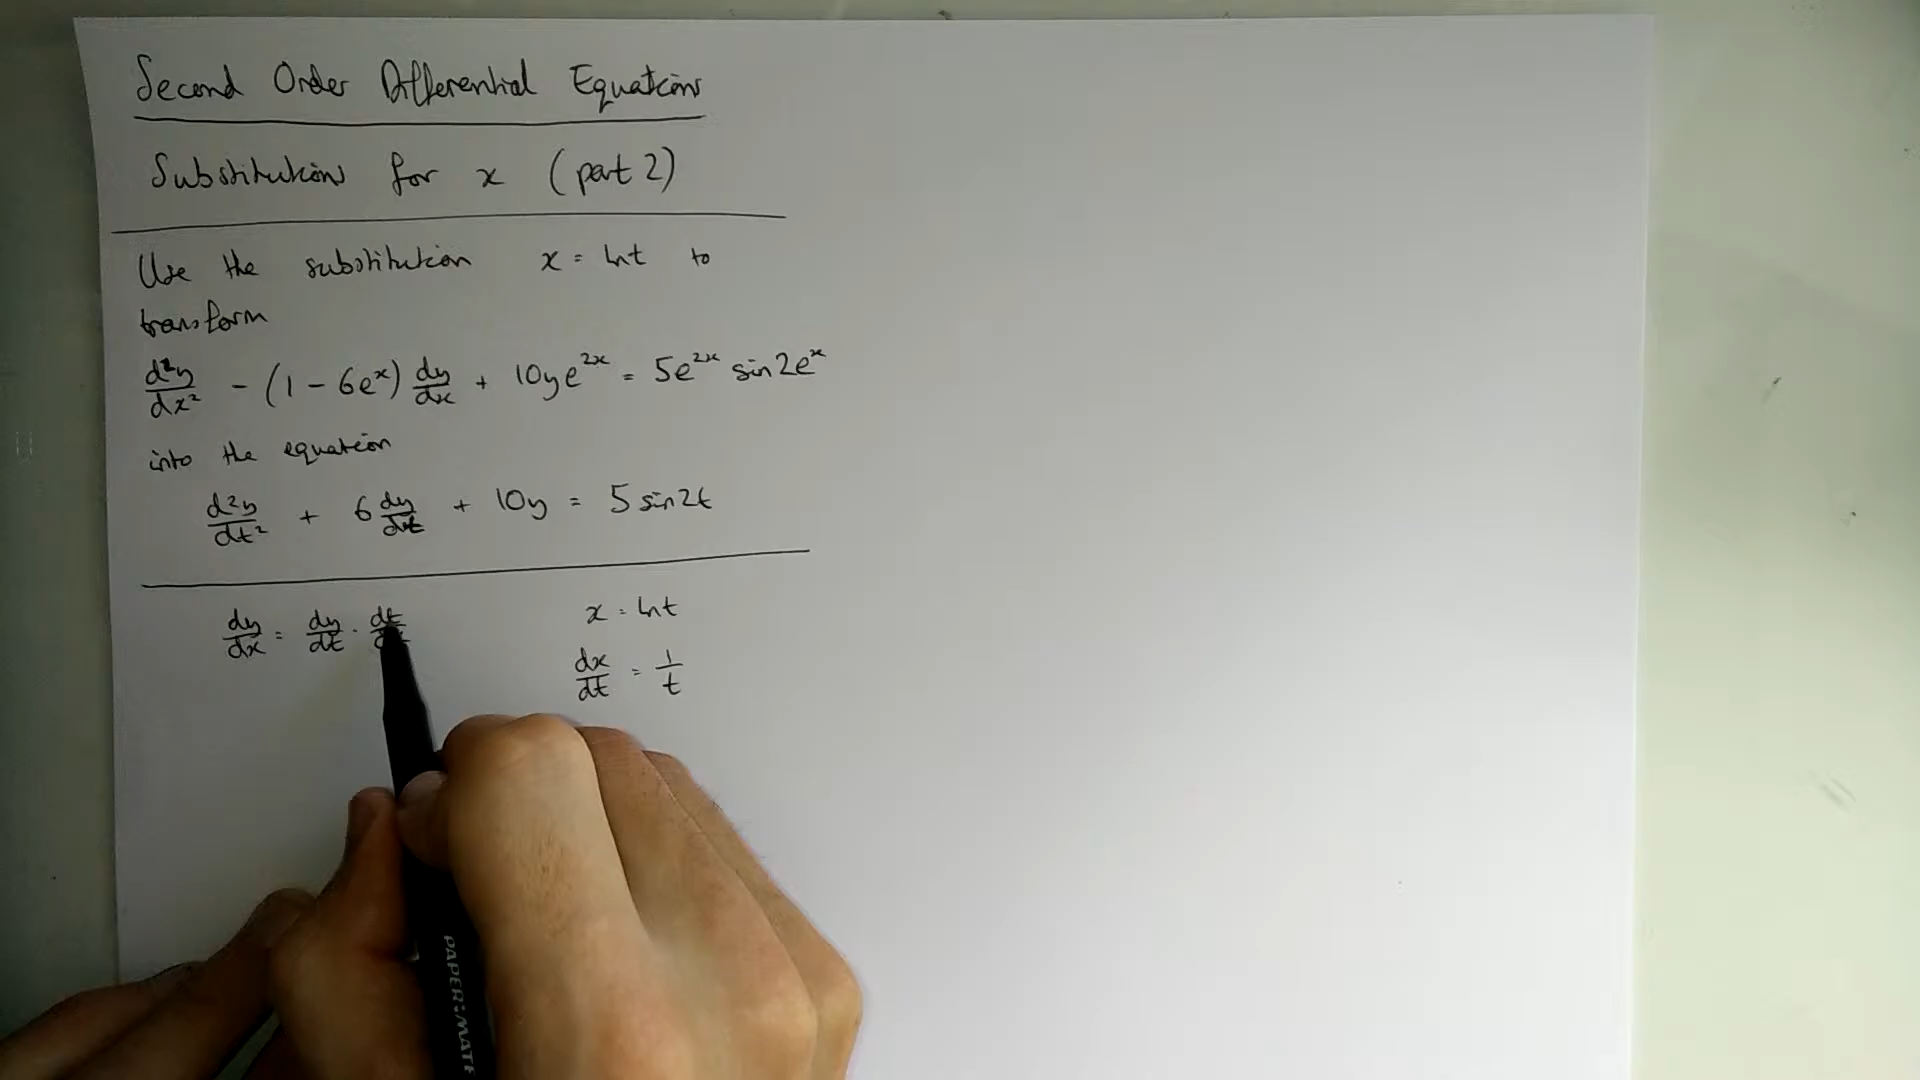 Second Order Differential Equations
Substitutions for x (part 2)
Use the substitution x = ln t to
transform
d²y/dx² - (1 - 6eˣ) dy/dx + 10ye²ˣ = 5e²ˣ sin 2eˣ
into the equation
d²y/dt² + 6 dy/dt + 10y = 5 sin 2t
dy/dx = dy/dt · dt/
x = ln t
dx/dt = 1/t
PAPER:MATE